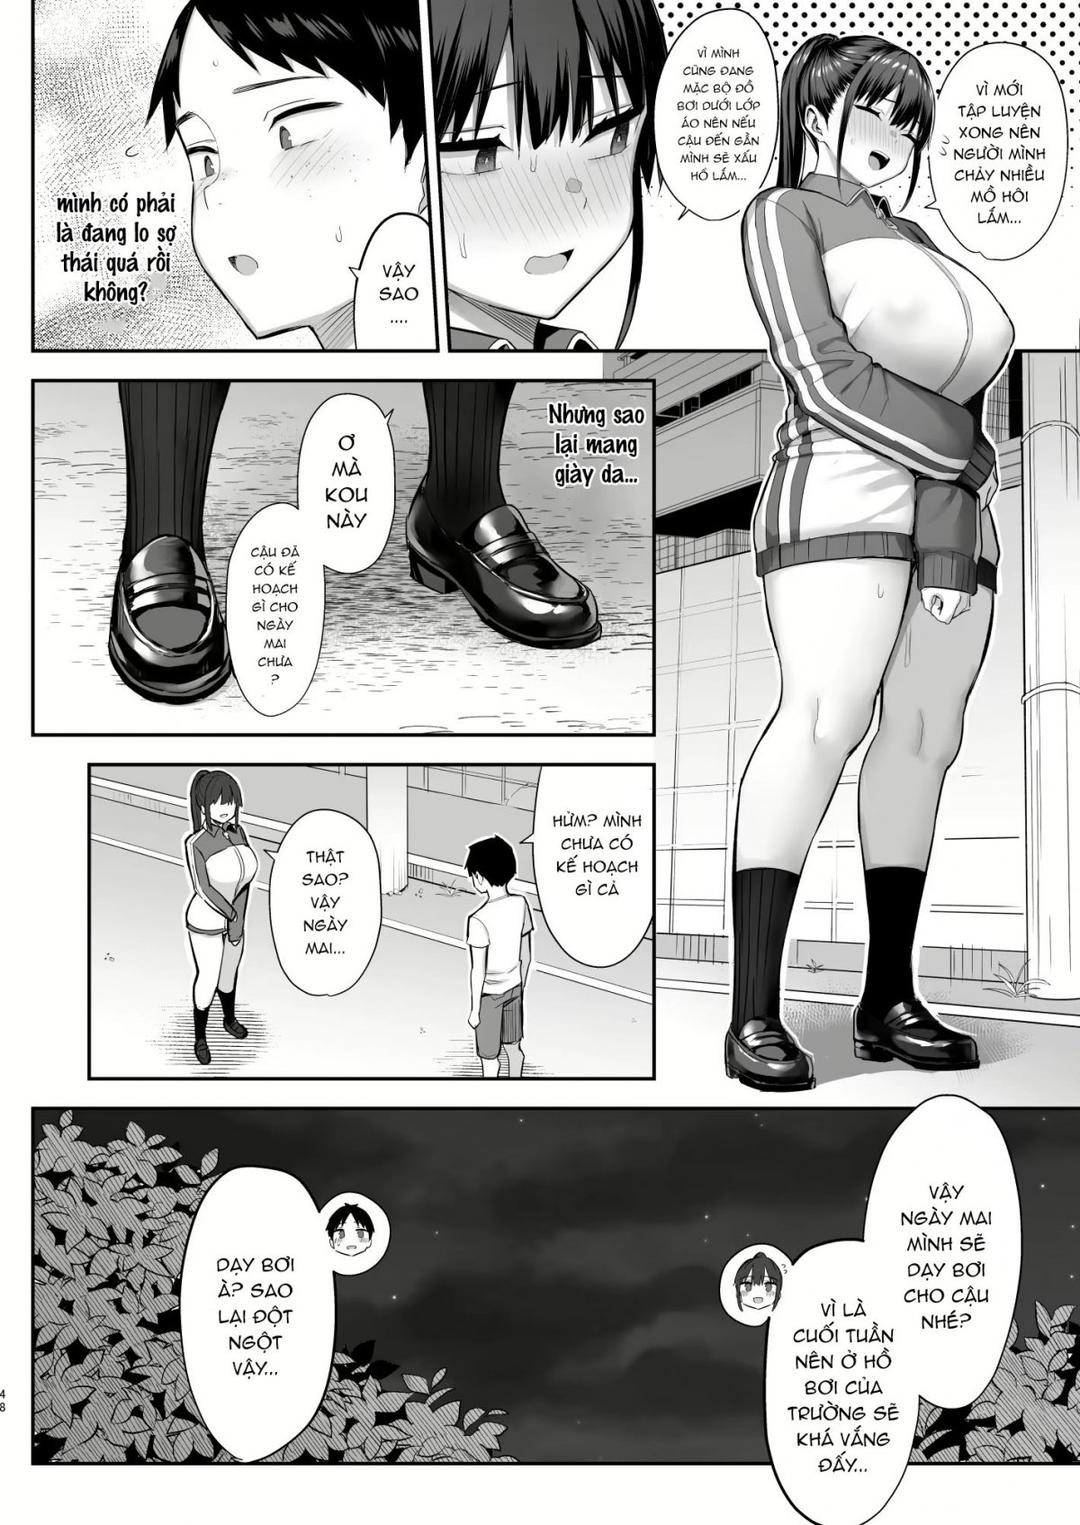 VÌ MỚI
TẬP LUYỆN
XONG NÊN
NGƯỜI MÌNH
CHẢY NHIỀU
MỒ HÔI
LẮM...
VÌ MÌNH
CŨNG ĐANG
MẶC BỘ ĐỒ
BƠI DƯỚI LỚP
ÁO NÊN NẾU
CẬU ĐẾN GẦN
MÌNH SẼ XẤU
HỔ LẮM...
VẬY
SAO
....
mình có phải
là đang lo sợ
thái quá rồi
không?
Nhưng sao
lại mang
giày da...
Ơ
MÀ
KOU
NÀY
CẬU ĐÃ
CÓ KẾ
HOẠCH
GÌ CHO
NGÀY
MAI
CHƯA
?
HỬM? MÌNH
CHƯA CÓ
KẾ HOẠCH
GÌ CẢ
THẬT
SAO?
VẬY
NGÀY
MAI...
VẬY
NGÀY MAI
MÌNH SẼ
DẠY BƠI
CHO CẬU
NHÉ?
VÌ LÀ
CUỐI TUẦN
NÊN Ở HỒ
BƠI CỦA
TRƯỜNG SẼ
KHÁ VẮNG
ĐẤY...
DẠY BƠI
À? SAO
LẠI ĐỘT
NGỘT
VẬY...
48